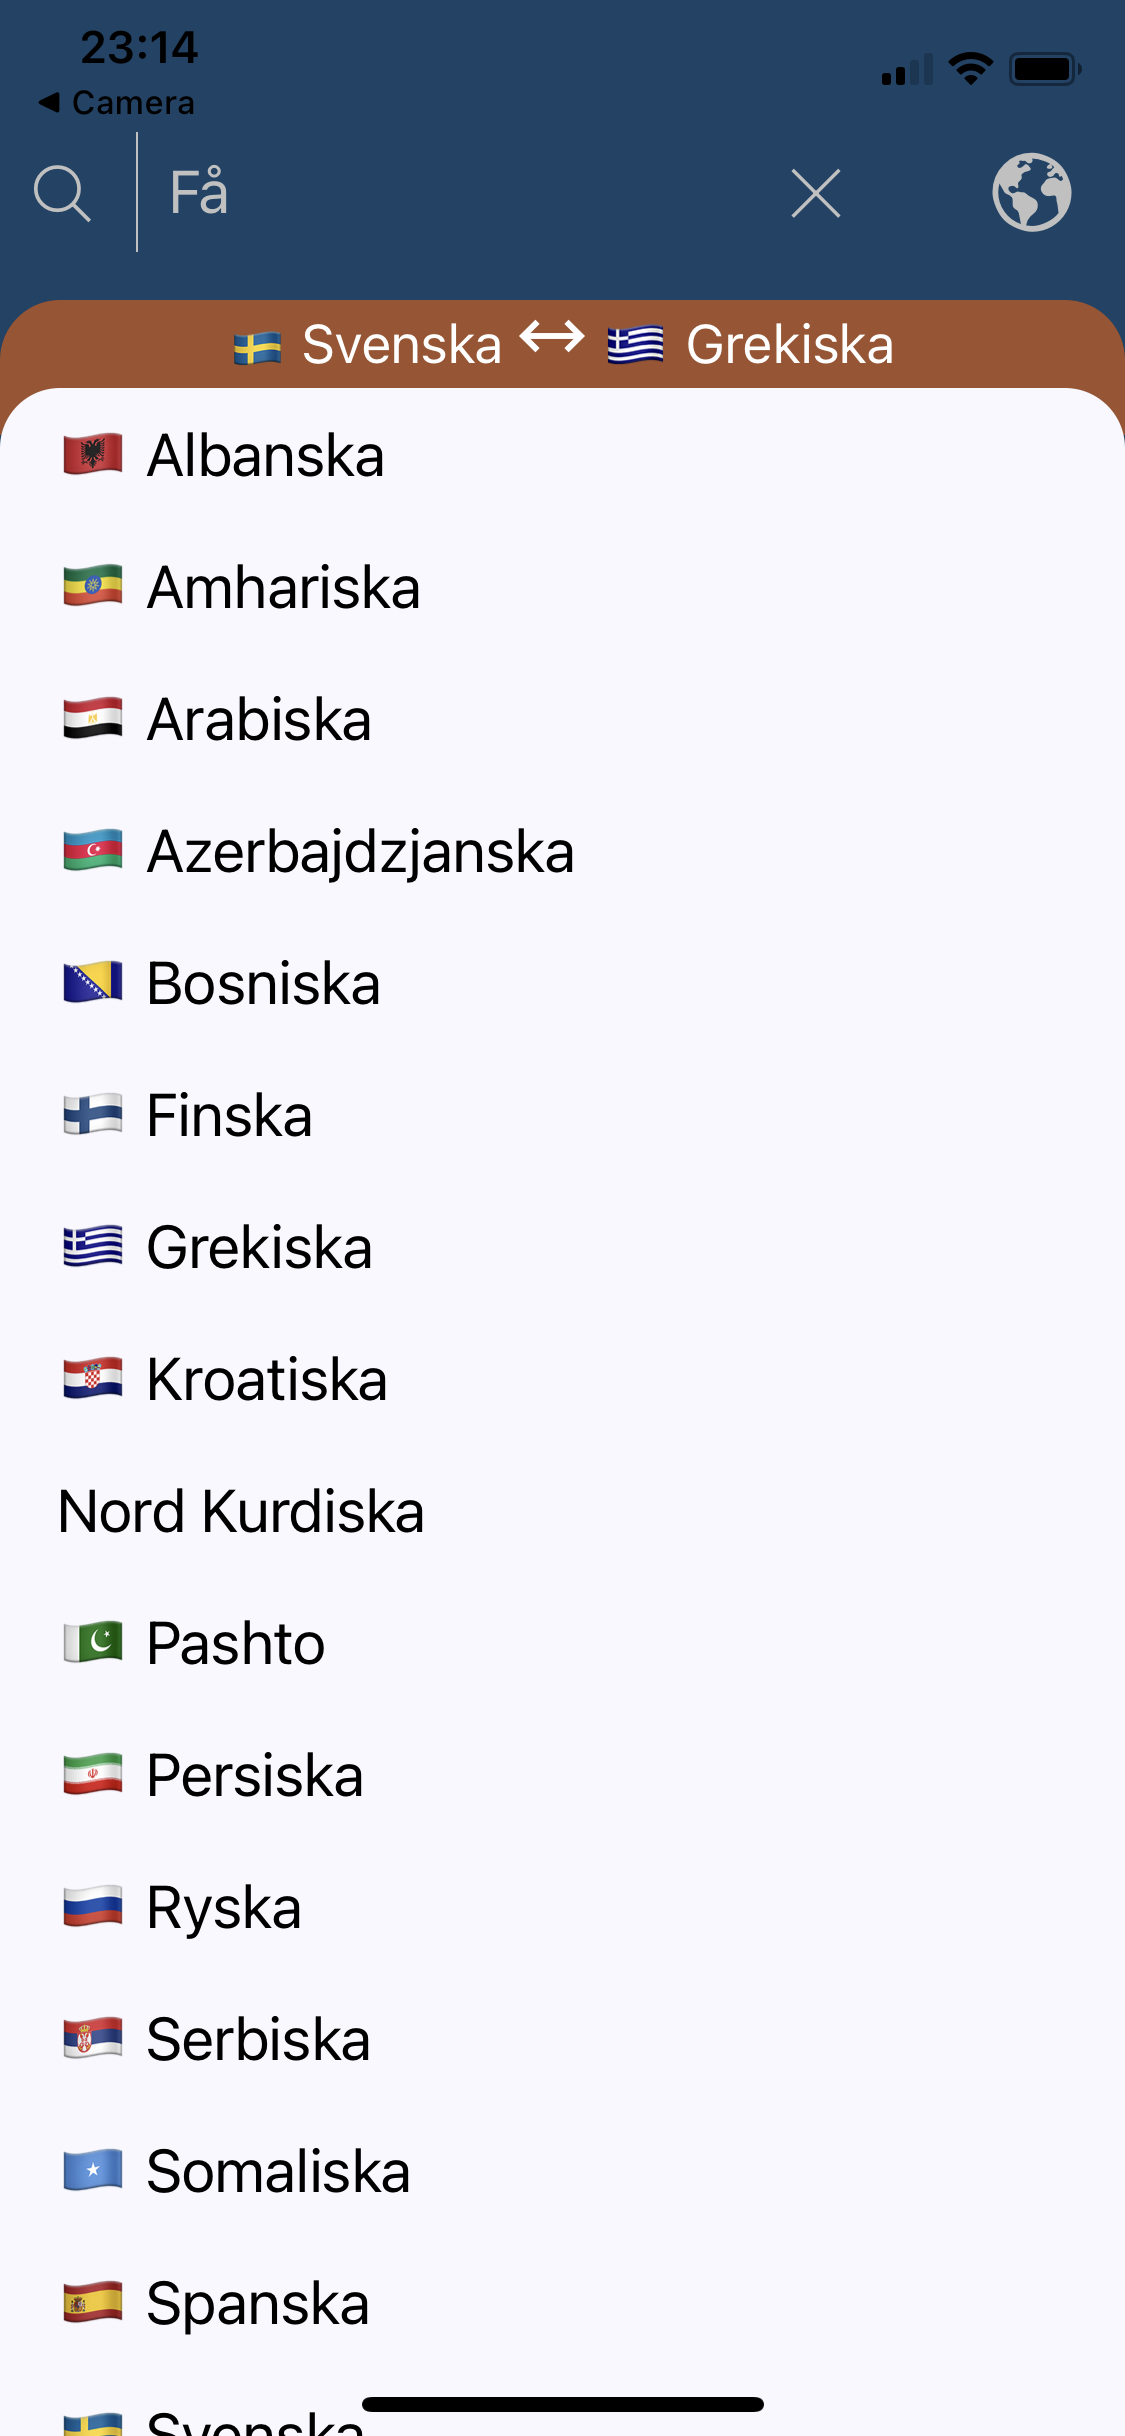 23:14
Camera
Få
Svenska Grekiska
Albanska
Amhariska
Arabiska
Azerbajdzjanska
Bosniska
Finska
Grekiska
Kroatiska
Nord Kurdiska
Pashto
Persiska
Ryska
Serbiska
Somaliska
Spanska
Svenska